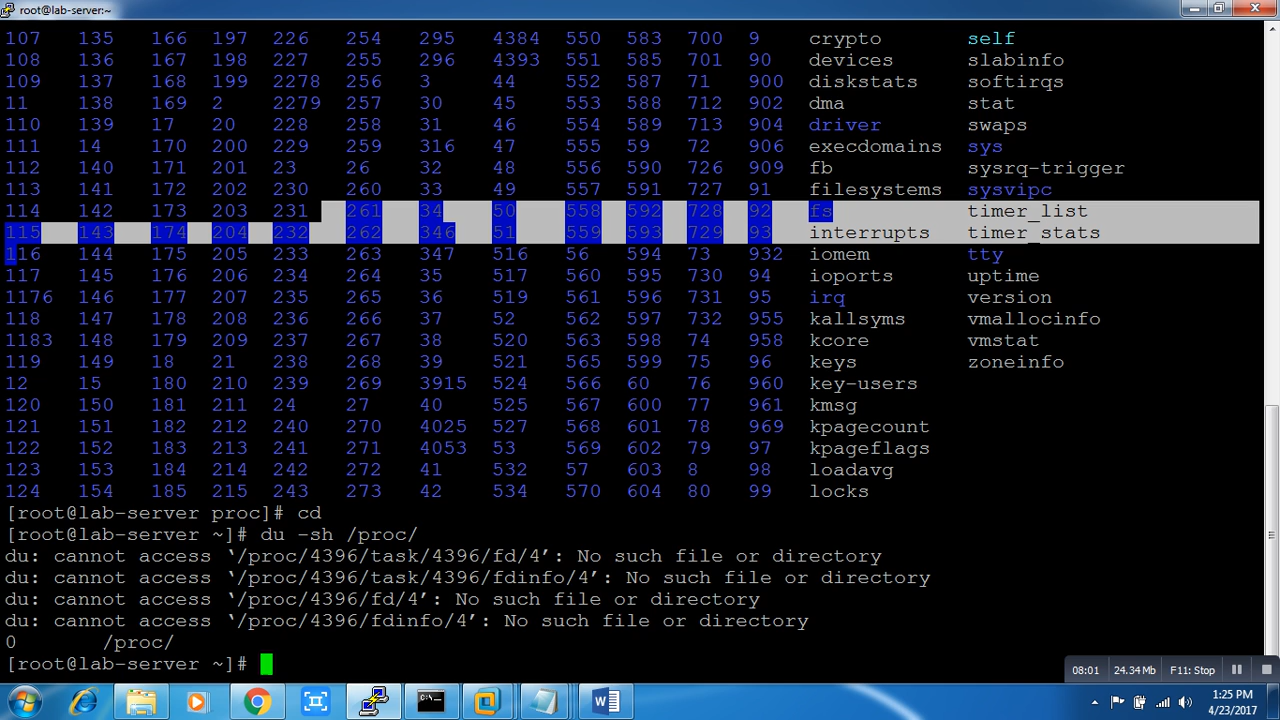 root@lab-server:~
107 135 166 197 226 254 295 4384 550 583 700 9 crypto self
108 136 167 198 227 255 296 4393 551 585 701 90 devices slabinfo
109 137 168 199 2278 256 3 44 552 587 71 900 diskstats softirqs
11 138 169 2 2279 257 30 45 553 588 712 902 dma stat
110 139 17 20 228 258 31 46 554 589 713 904 driver swaps
111 14 170 200 229 259 316 47 555 59 72 906 execdomains sys
112 140 171 201 23 26 32 48 556 590 726 909 fb sysrq-trigger
113 141 172 202 230 260 33 49 557 591 727 91 filesystems sysvipc
114 142 173 203 231 261 34 50 558 592 728 92 fs timer_list
115 143 174 204 232 262 346 51 559 593 729 93 interrupts timer_stats
116 144 175 205 233 263 347 516 56 594 73 932 iomem tty
117 145 176 206 234 264 35 517 560 595 730 94 ioports uptime
1176 146 177 207 235 265 36 519 561 596 731 95 irq version
118 147 178 208 236 266 37 52 562 597 732 955 kallsyms vmallocinfo
1183 148 179 209 237 267 38 520 563 598 74 958 kcore vmstat
119 149 18 21 238 268 39 521 565 599 75 96 keys zoneinfo
12 15 180 210 239 269 3915 524 566 60 76 960 key-users
120 150 181 211 24 27 40 525 567 600 77 961 kmsg
121 151 182 212 240 270 4025 527 568 601 78 969 kpagecount
122 152 183 213 241 271 4053 53 569 602 79 97 kpageflags
123 153 184 214 242 272 41 532 57 603 8 98 loadavg
124 154 185 215 243 273 42 534 570 604 80 99 locks
[root@lab-server proc]# cd
[root@lab-server ~]# du -sh /proc/
du: cannot access ‘/proc/4396/task/4396/fd/4’: No such file or directory
du: cannot access ‘/proc/4396/task/4396/fdinfo/4’: No such file or directory
du: cannot access ‘/proc/4396/fd/4’: No such file or directory
du: cannot access ‘/proc/4396/fdinfo/4’: No such file or directory
0 /proc/
[root@lab-server ~]#
08:01 24.34 Mb F11: Stop
1:25 PM
4/23/2017